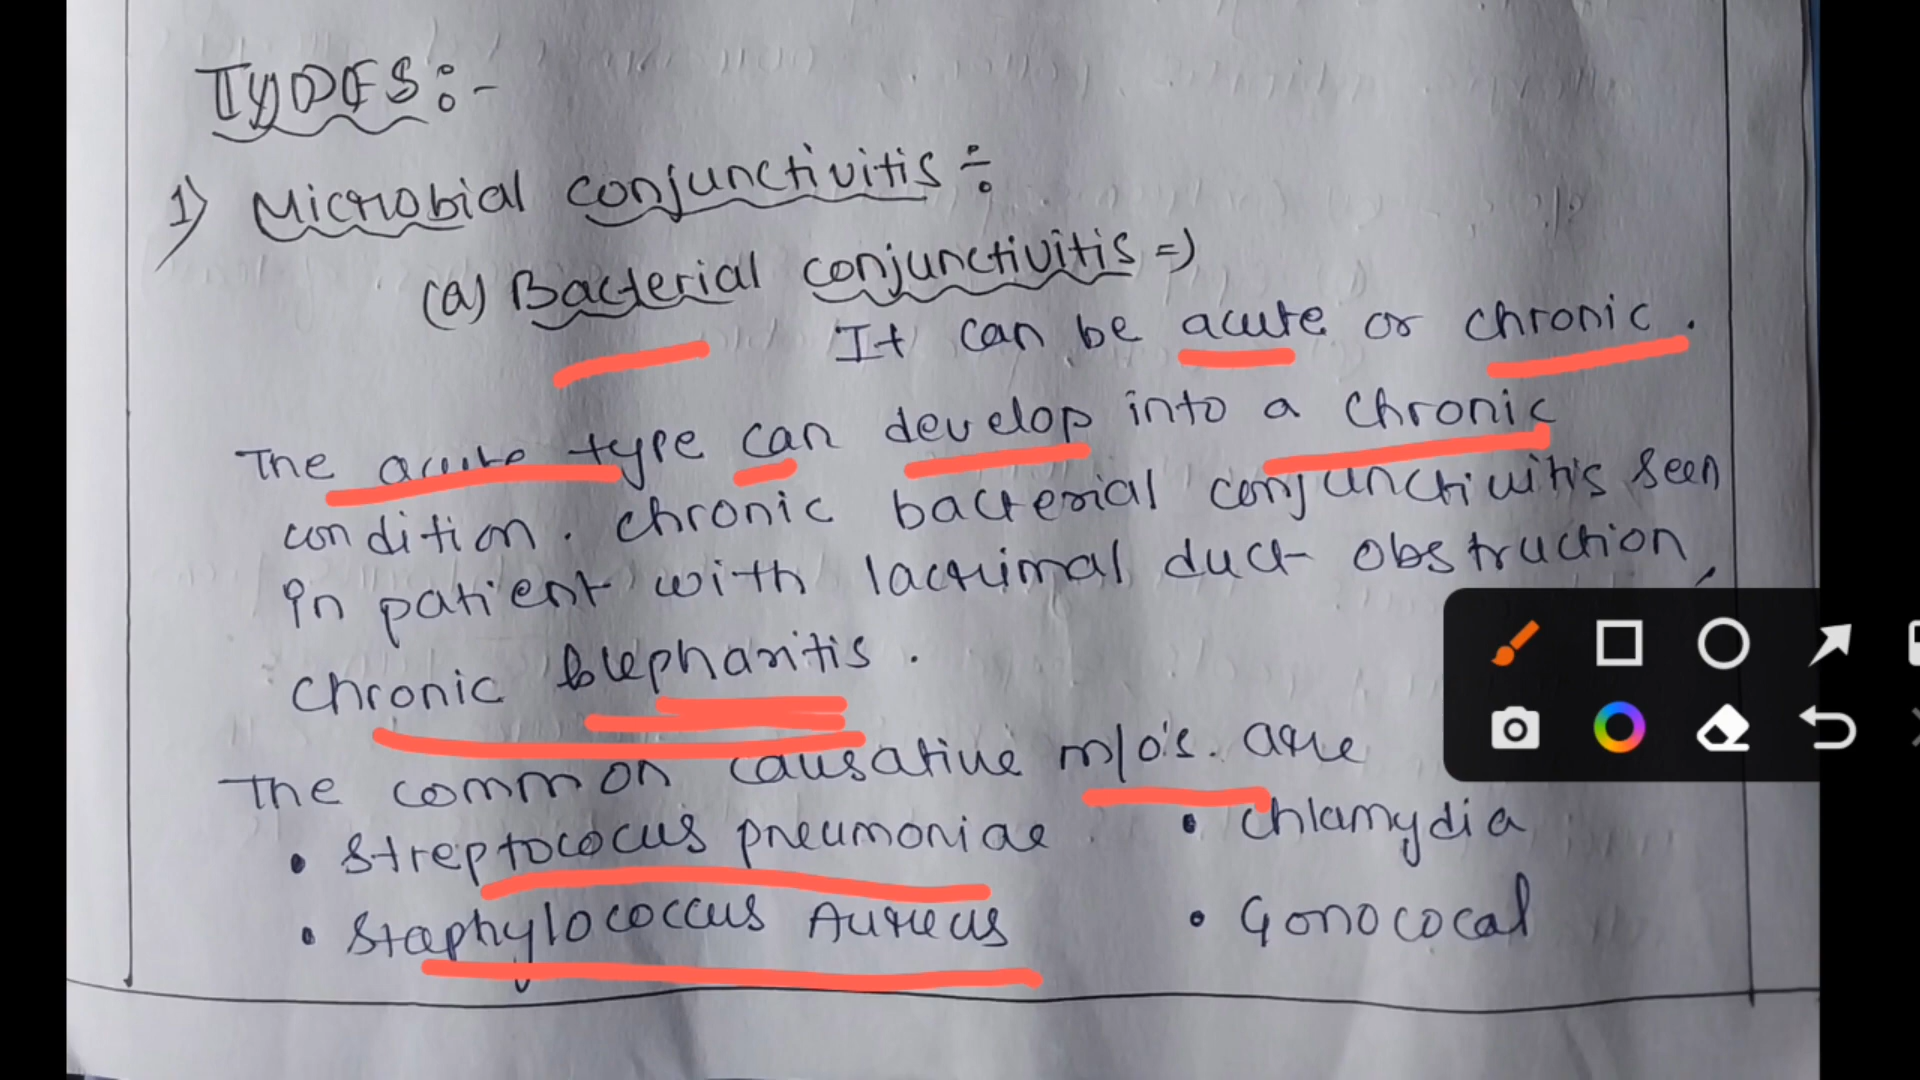 TYPES:-
1) Microbial conjunctivitis ÷
(a) Bacterial conjunctivitis =)
It can be acute or chronic.
The acute type can develop into a chronic
condition. chronic bacterial conjunctivitis seen
in patient with lacrimal duct obstruction,
chronic blepharitis.
The common causative m/o's. are
• Streptococus pneumoniae • chlamydia
• Staphylococcus Aureus • Gonococal